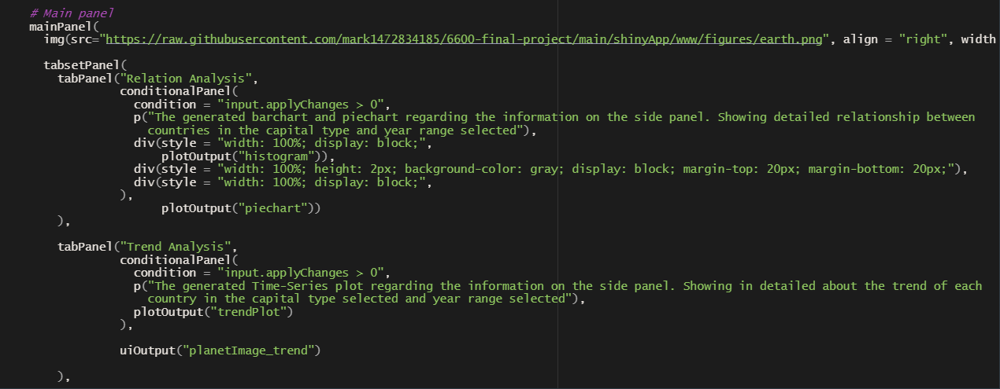 # Main panel
mainPanel(
img(src="https://raw.githubusercontent.com/mark1472834185/6600-final-project/main/shinyApp/www/figures/earth.png", align = "right", width
tabsetPanel(
tabPanel("Relation Analysis",
conditionalPanel(
condition = "input.applyChanges > 0",
p("The generated barchart and piechart regarding the information on the side panel. Showing detailed relationship between
countries in the capital type and year range selected"),
div(style = "width: 100%; display: block;",
plotOutput("histogram")),
div(style = "width: 100%; height: 2px; background-color: gray; display: block; margin-top: 20px; margin-bottom: 20px;"),
div(style = "width: 100%; display: block;",
),
plotOutput("piechart"))
),
tabPanel("Trend Analysis",
conditionalPanel(
condition = "input.applyChanges > 0",
p("The generated Time-Series plot regarding the information on the side panel. Showing in detailed about the trend of each
country in the capital type selected and year range selected"),
plotOutput("trendPlot")
),
uiOutput("planetImage_trend")
),